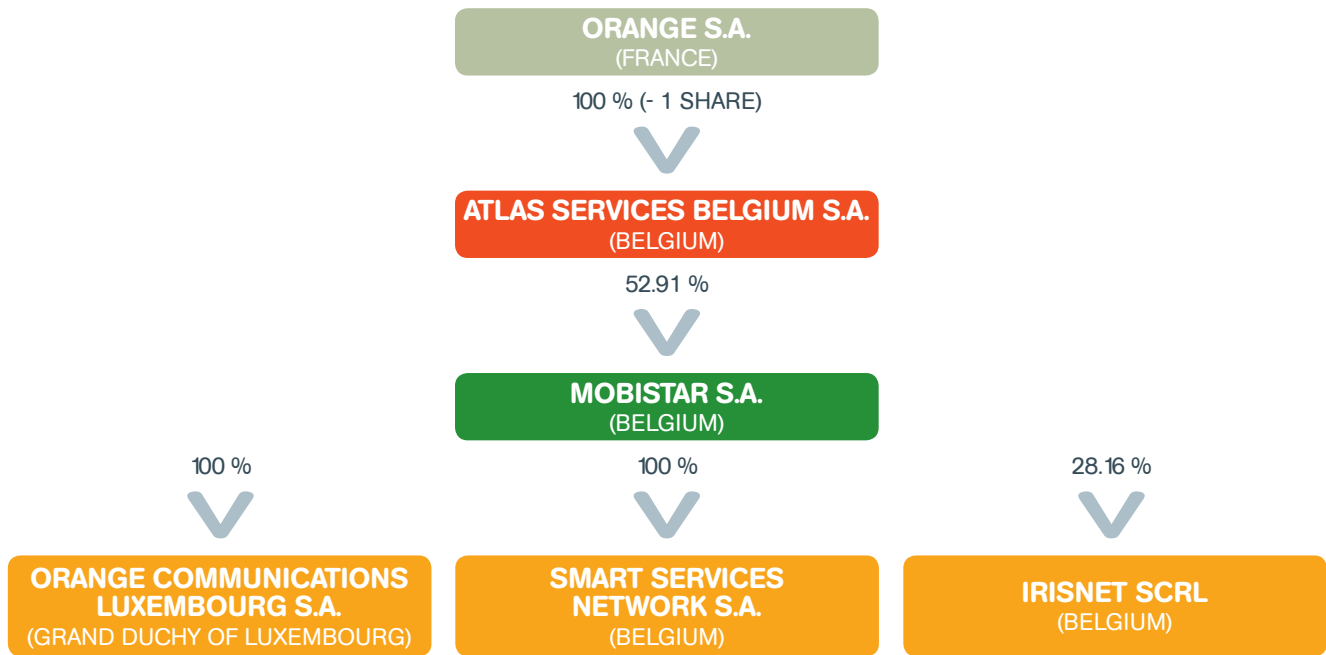 ORANGE S.A.
(FRANCE)
100 % (- 1 SHARE)
ATLAS SERVICES BELGIUM S.A.
(BELGIUM)
52.91 %
MOBISTAR S.A.
(BELGIUM)
100 %
100 %
28.16 %
ORANGE COMMUNICATIONS
LUXEMBOURG S.A.
(GRAND DUCHY OF LUXEMBOURG)
SMART SERVICES
NETWORK S.A.
(BELGIUM)
IRISNET SCRL
(BELGIUM)